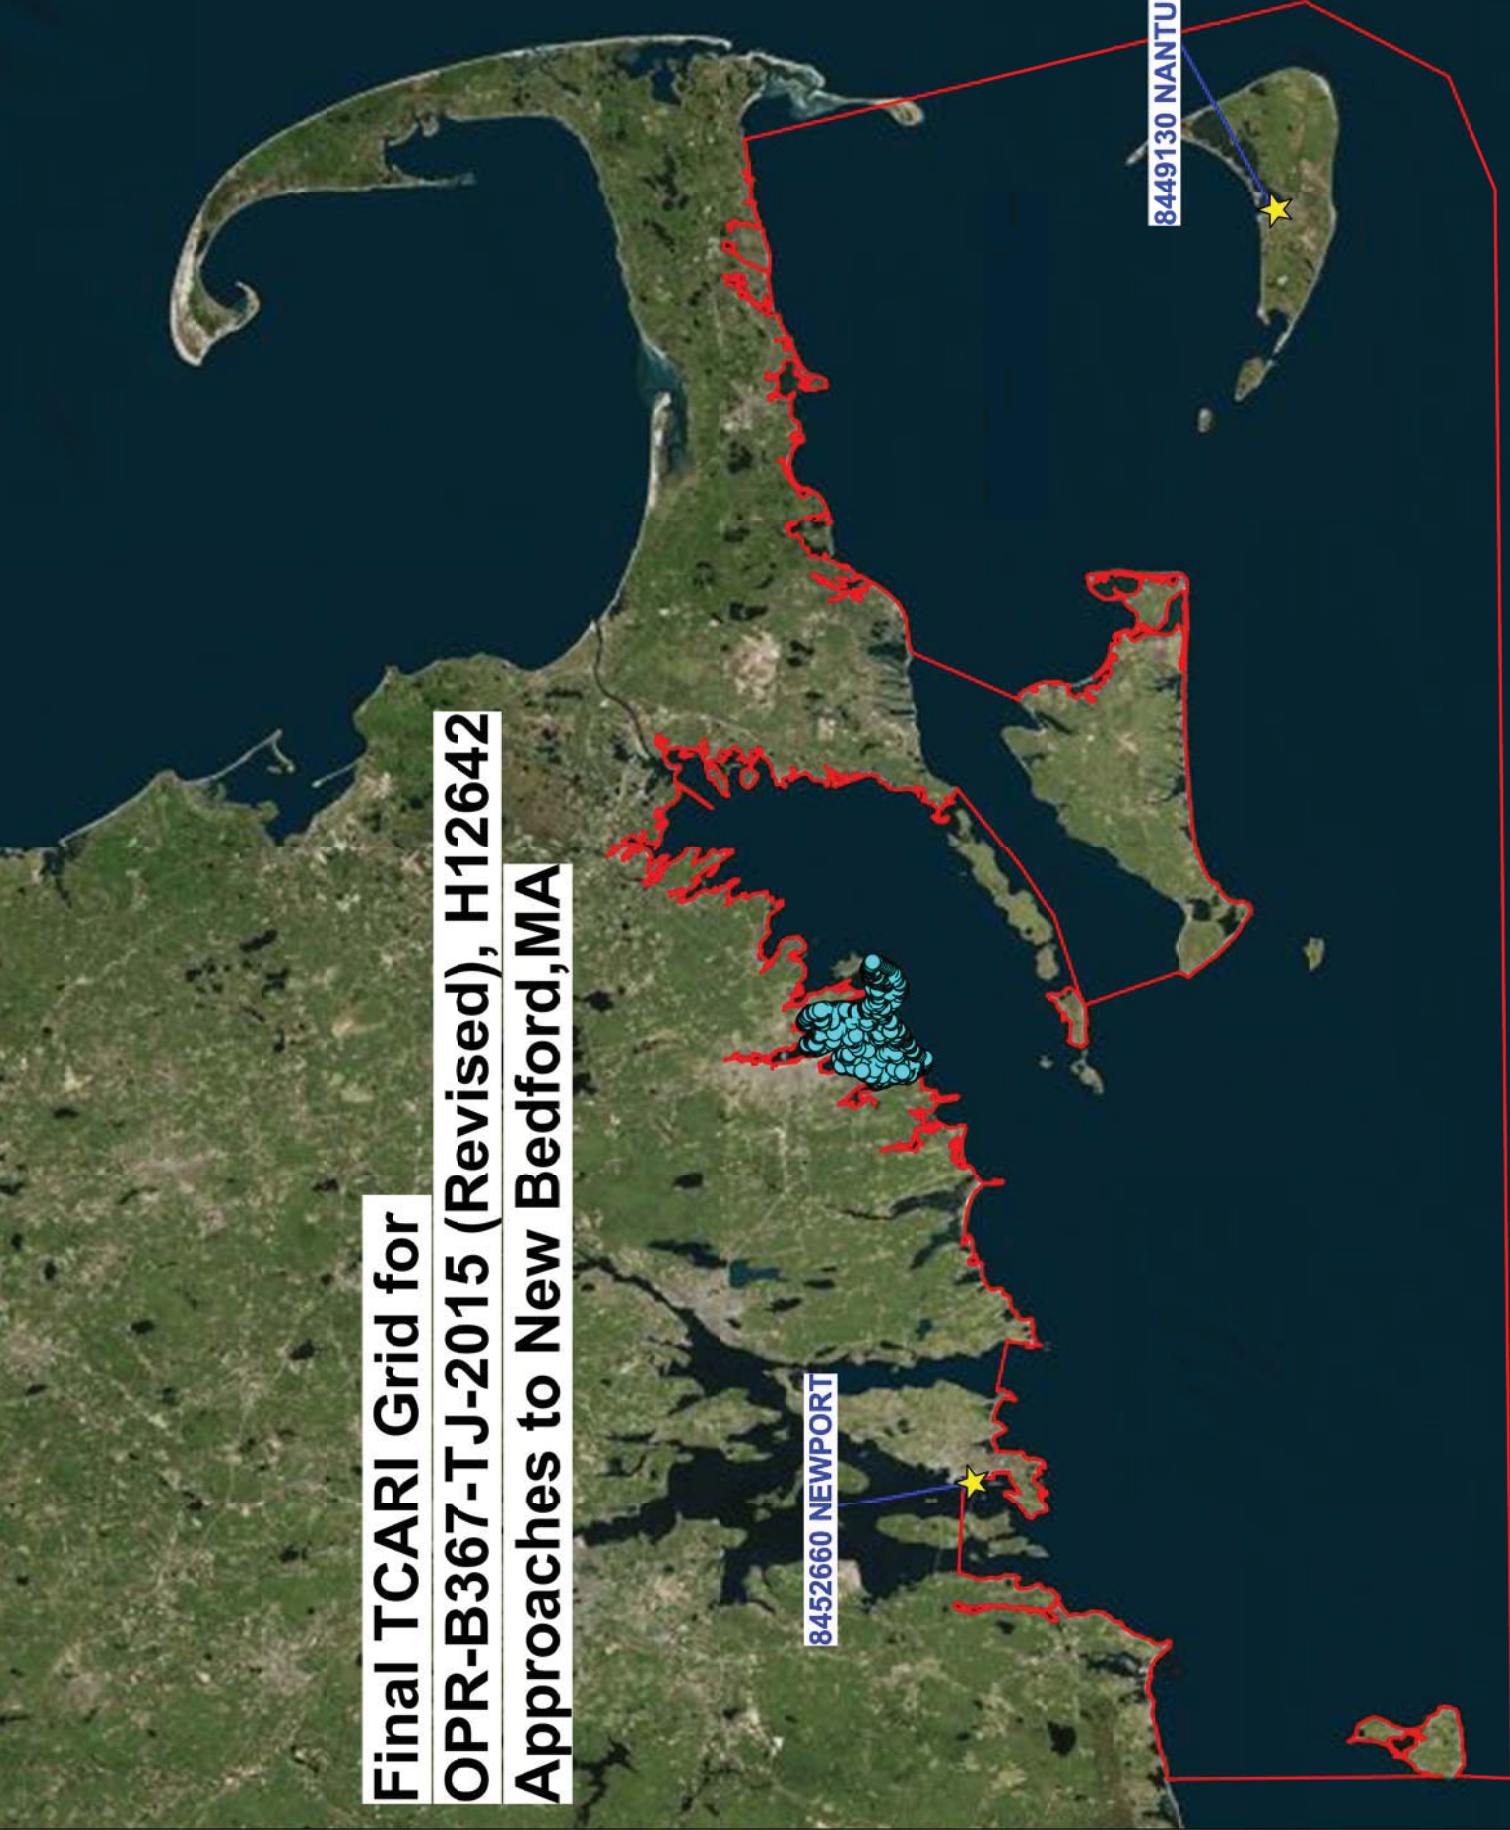 Final TCARI Grid for
OPR-B367-TJ-2015 (Revised), H12642
Approaches to New Bedford,MA
8452660 NEWPORT
8449130 NANTU